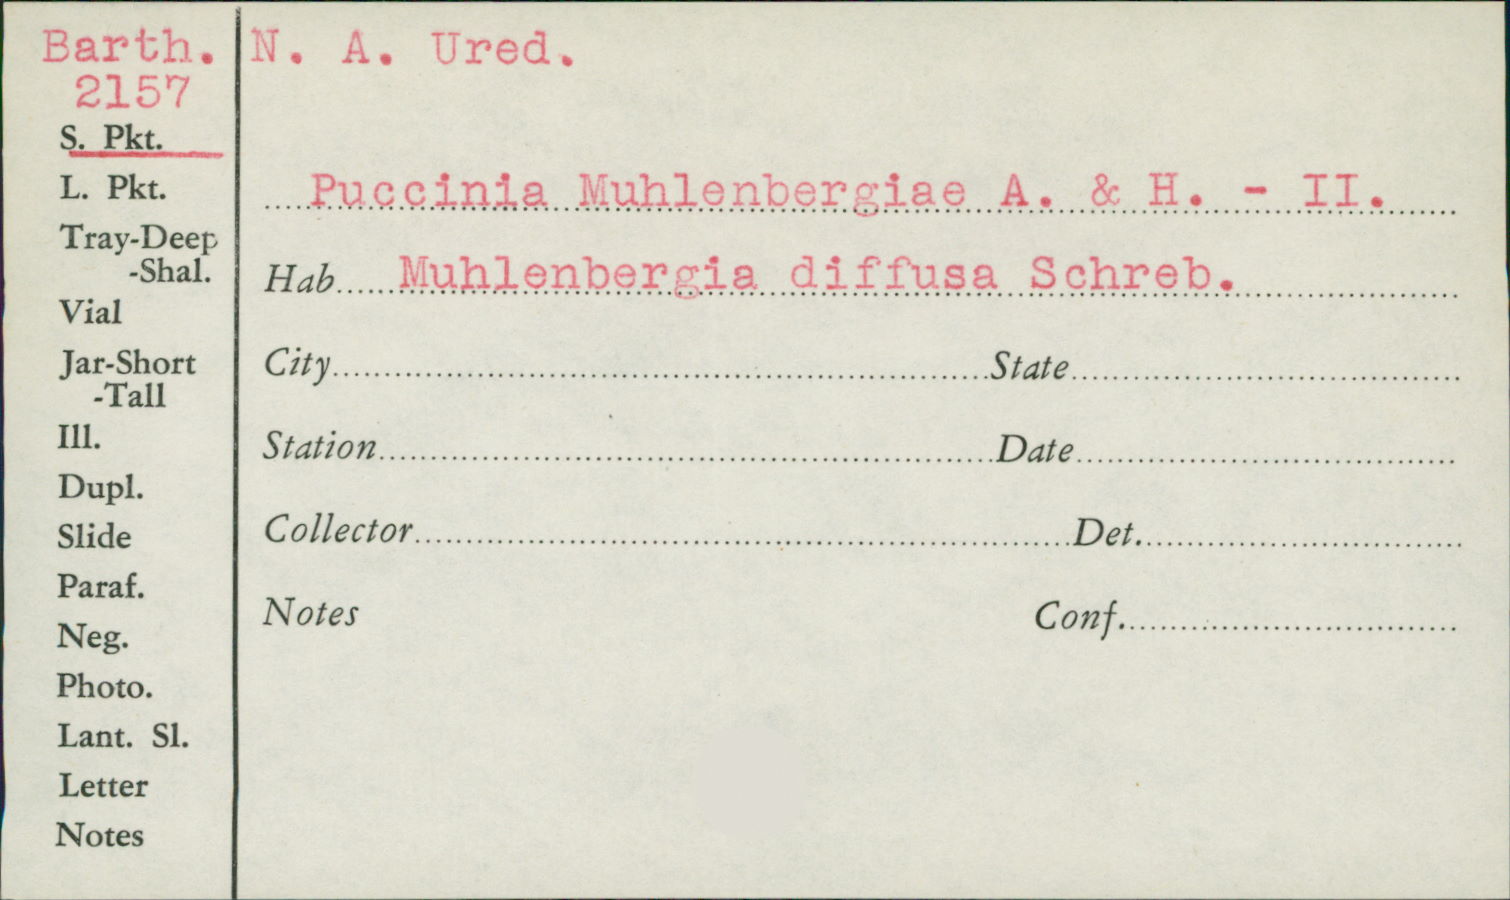 Barth. N. A. Ured.
2157
S. Pkt.
L. Pkt.
Tray-Deep
-Shal.
Vial
Jar-Short
-Tall
Ill.
Dupl.
Slide
Paraf.
Neg.
Photo.
Lant. Sl.
Letter
Notes
Puccinia Muhlenbergiae A. & H. - II.
Hab. Muhlenbergia diffusa Schreb.
City State
Station Date
Collector Det.
Notes Conf.